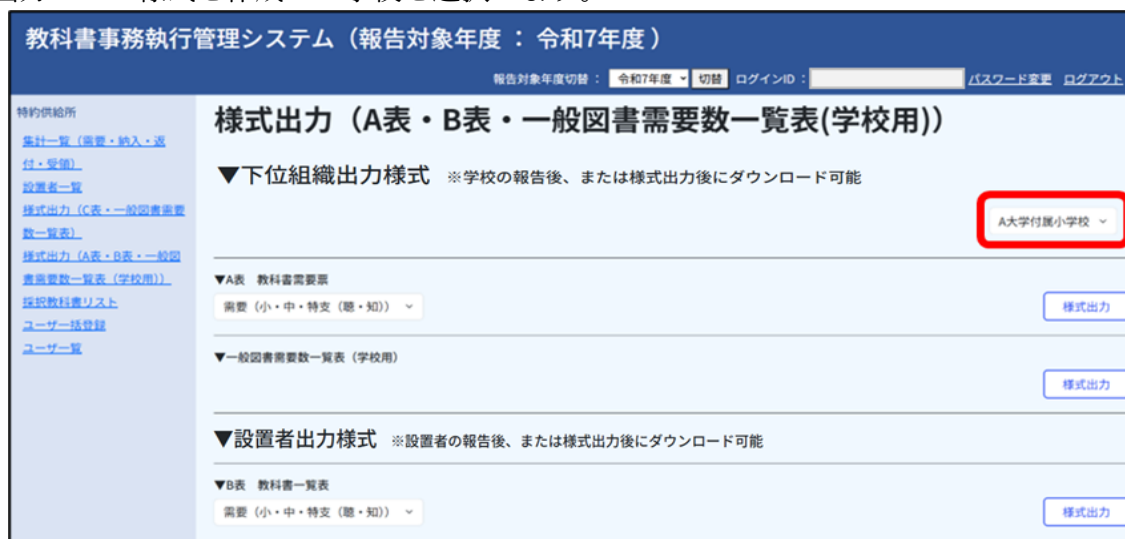 教科書事務執行管理システム（報告対象年度 ： 令和7年度 ）
報告対象年度切替 ： 令和7年度 切替 ログインID ： パスワード変更 ログアウト
特約供給所
集計一覧（需要・納入・返
付・受領）
設置者一覧
様式出力（C表・一般図書需要
数一覧表）
様式出力（A表・B表・一般図
書需要数一覧表（学校用））
採択教科書リスト
ユーザ一括登録
ユーザ一覧
様式出力（A表・B表・一般図書需要数一覧表(学校用)）
▼下位組織出力様式 ※学校の報告後、または様式出力後にダウンロード可能
A大学付属小学校
▼A表 教科書需要票
需要（小・中・特支（聴・知））
様式出力
▼一般図書需要数一覧表（学校用）
様式出力
▼設置者出力様式 ※設置者の報告後、または様式出力後にダウンロード可能
▼B表 教科書一覧表
需要（小・中・特支（聴・知））
様式出力